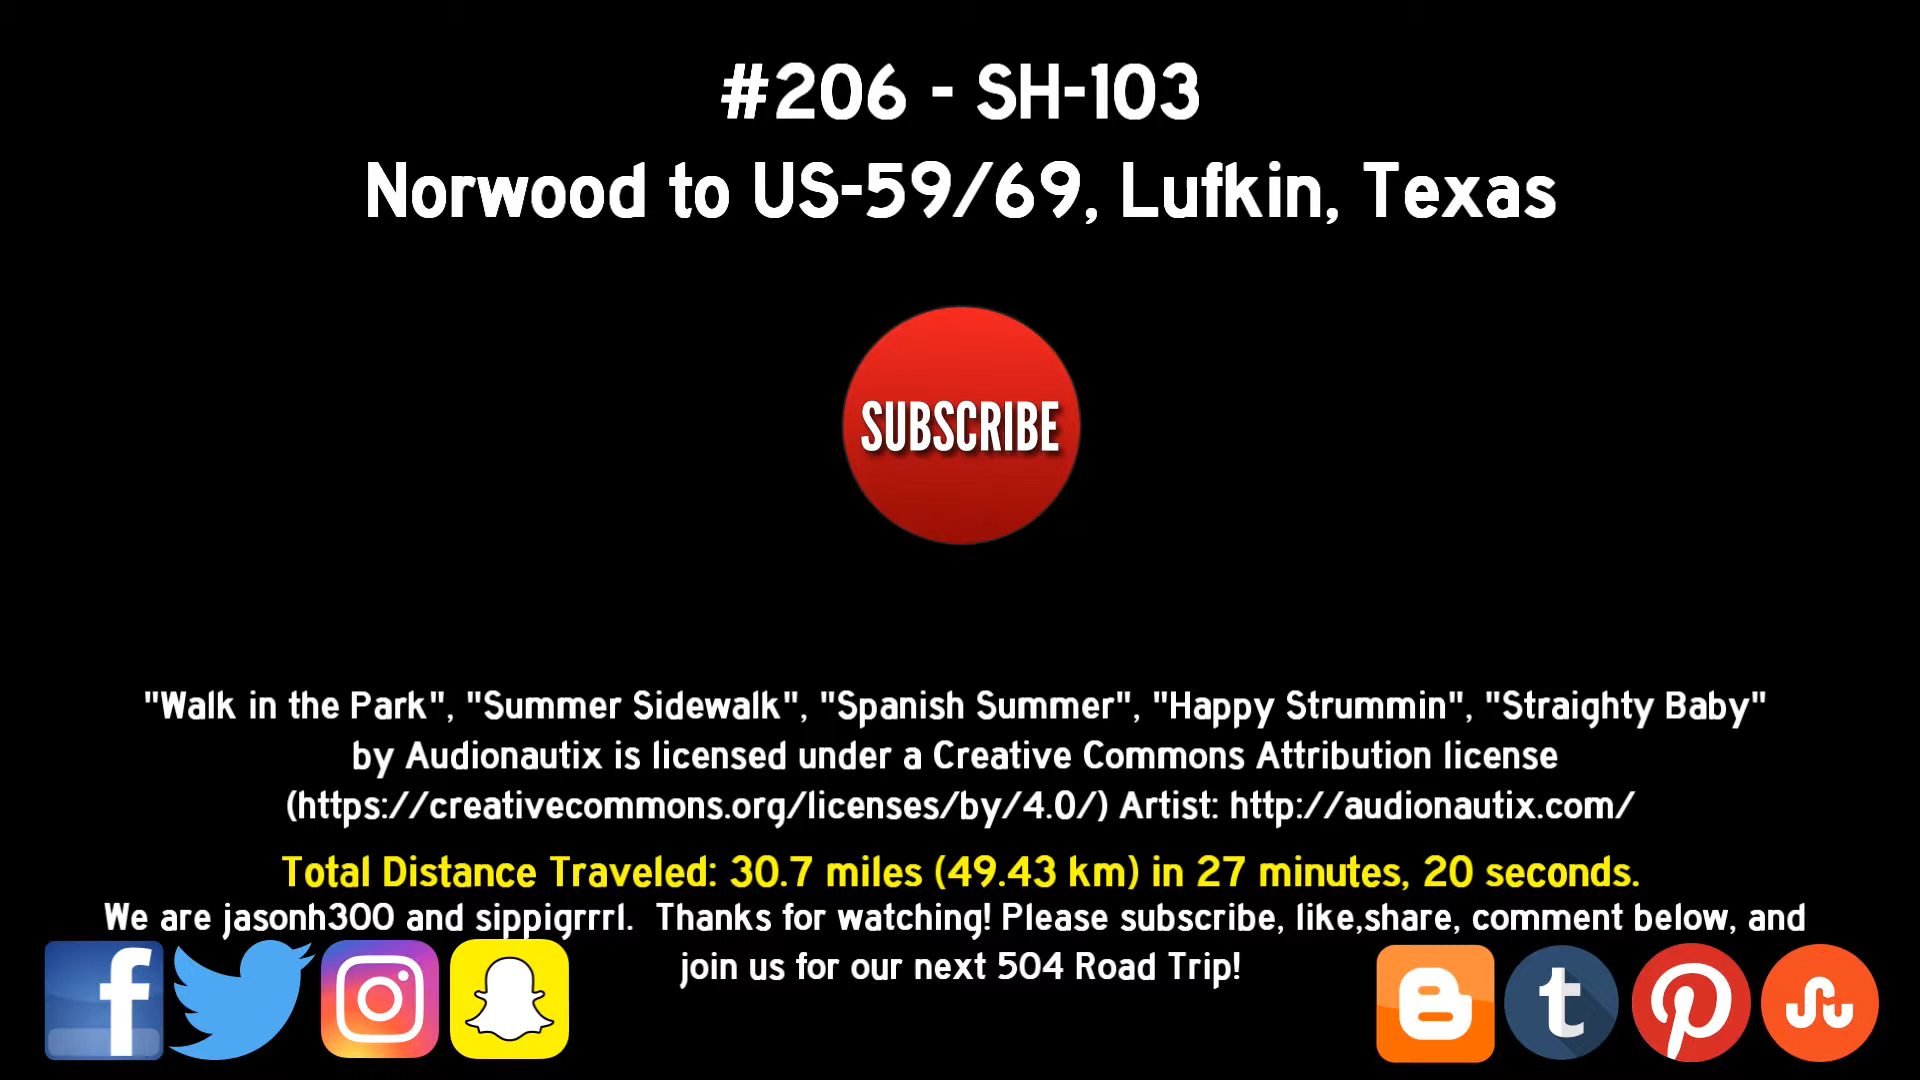 #206 - SH-103
Norwood to US-59/69, Lufkin, Texas
SUBSCRIBE
"Walk in the Park", "Summer Sidewalk", "Spanish Summer", "Happy Strummin", "Straighty Baby"
by Audionautix is licensed under a Creative Commons Attribution license
(https://creativecommons.org/licenses/by/4.0/) Artist: http://audionautix.com/
Total Distance Traveled: 30.7 miles (49.43 km) in 27 minutes, 20 seconds.
We are jasonh300 and sippigrrrl.  Thanks for watching! Please subscribe, like,share, comment below, and
join us for our next 504 Road Trip!